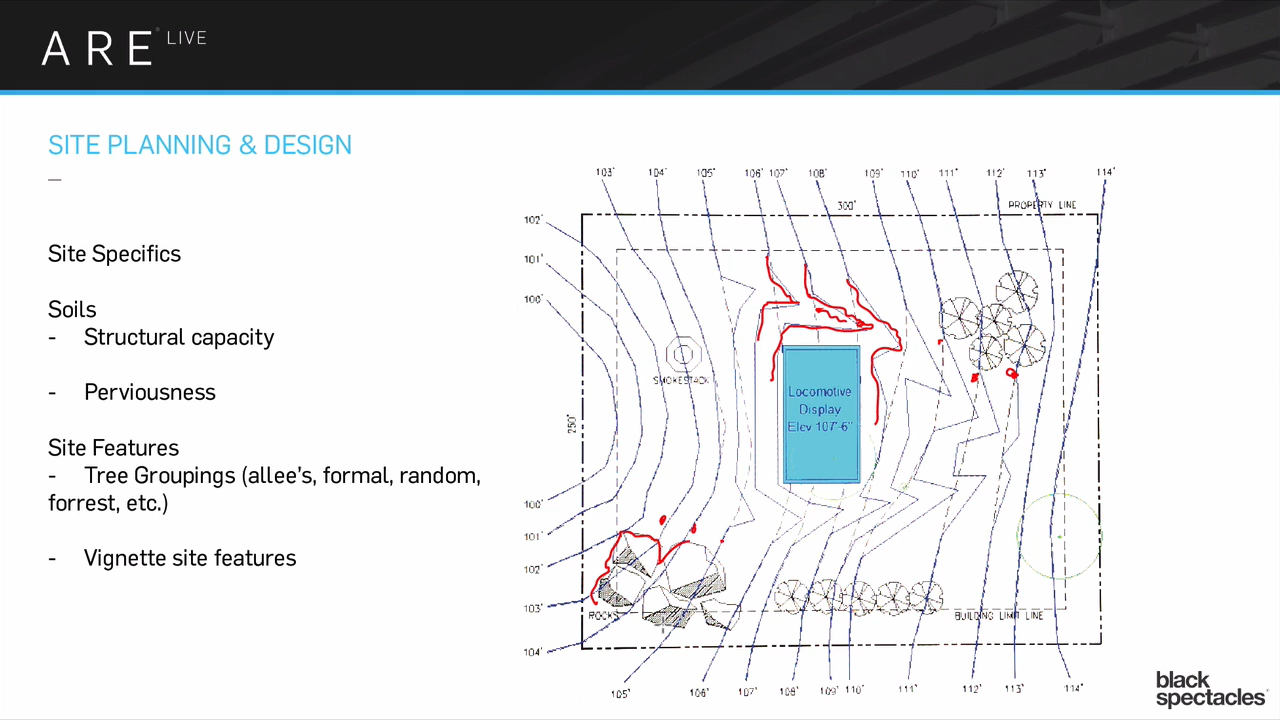 ARE LIVE
SITE PLANNING & DESIGN
Site Specifics
Soils
- Structural capacity
- Perviousness
Site Features
- Tree Groupings (allee's, formal, random,
forrest, etc.)
- Vignette site features
103' 104' 105' 106' 107' 108' 109' 110' 111' 112' 113' 114'
300' PROPERTY LINE
102'
101'
100'
SMOKESTACK
Locomotive
Display
Elev 107'-6"
250'
100'
101'
102'
103'
ROCKS BUILDING LIMIT LINE
104'
105' 106' 107' 108' 109' 110' 111' 112' 113' 114'
black
spectacles